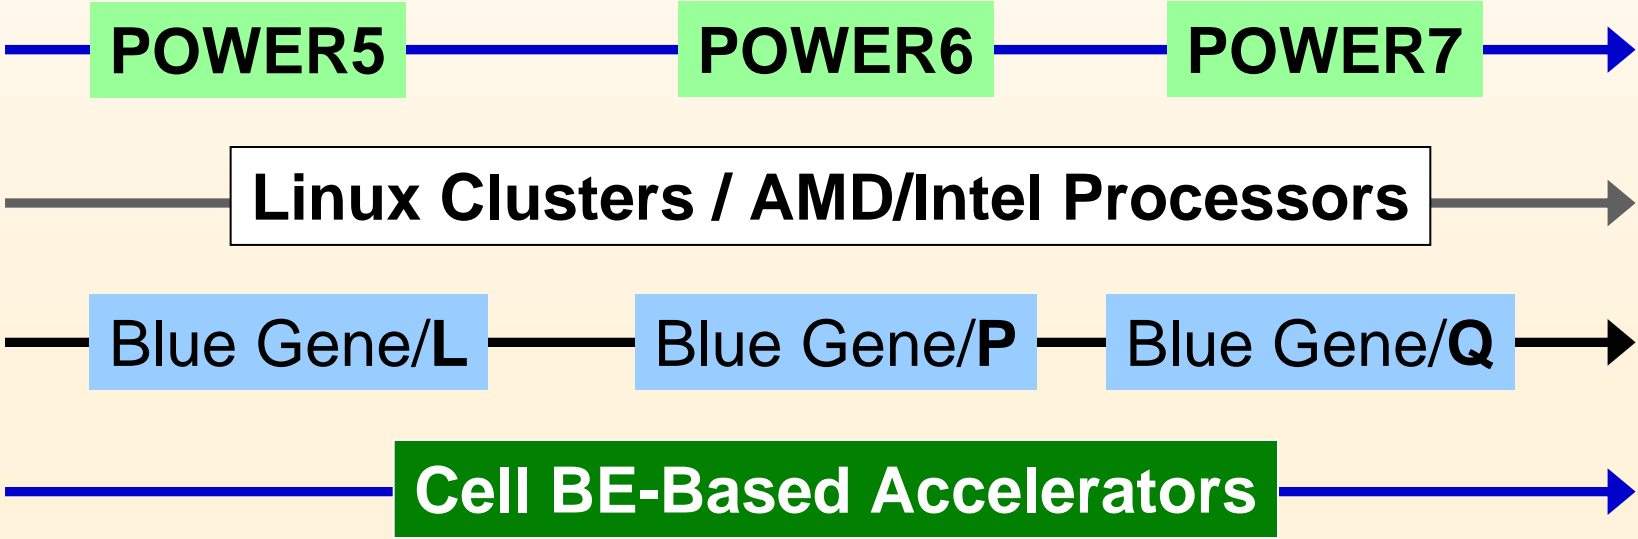 POWER5 POWER6 POWER7
Linux Clusters / AMD/Intel Processors
Blue Gene/L Blue Gene/P Blue Gene/Q
Cell BE-Based Accelerators